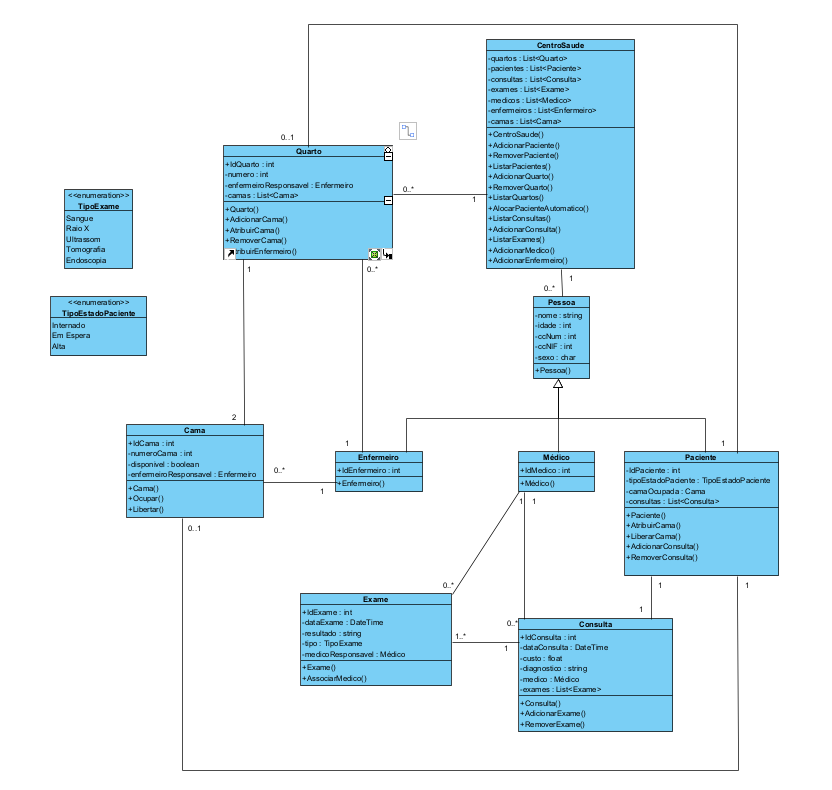 CentroSaude
-quartos : List<Quarto>
-pacientes : List<Paciente>
-consultas : List<Consulta>
-exames : List<Exame>
-medicos : List<Medico>
-enfermeiros : List<Enfermeiro>
-camas : List<Cama>
+CentroSaude()
+AdicionarPaciente()
+RemoverPaciente()
+ListarPacientes()
+AdicionarQuarto()
+RemoverQuarto()
+ListarQuartos()
+AlocarPacienteAutomatico()
+ListarConsultas()
+AdicionarConsulta()
+ListarExames()
+AdicionarMedico()
+AdicionarEnfermeiro()
0..1
Quarto
+IdQuarto : int
-numero : int
-enfermeiroResponsavel : Enfermeiro
-camas : List<Cama>
+Quarto()
+AdicionarCama()
+AtribuirCama()
+RemoverCama()
tribuirEnfermeiro()
0..*
1
1
0..*
<<enumeration>>
TipoExame
Sangue
Raio X
Ultrassom
Tomografia
Endoscopia
<<enumeration>>
TipoEstadoPaciente
Internado
Em Espera
Alta
1
0..*
Pessoa
-nome : string
-idade : int
-ccNum : int
-ccNIF : int
-sexo : char
+Pessoa()
2
Cama
+IdCama : int
-numeroCama : int
-disponivel : boolean
-enfermeiroResponsavel : Enfermeiro
+Cama()
+Ocupar()
+Libertar()
0..*
1
0..1
1
Enfermeiro
+IdEnfermeiro : int
+Enfermeiro()
Médico
+IdMedico : int
+Médico()
1
1
1
Paciente
-IdPaciente : int
-tipoEstadoPaciente : TipoEstadoPaciente
-camaOcupada : Cama
-consultas : List<Consulta>
+Paciente()
+AtribuirCama()
+LiberarCama()
+AdicionarConsulta()
+RemoverConsulta()
1
1
0..*
Exame
+IdExame : int
-dataExame : DateTime
-resultado : string
-tipo : TipoExame
-medicoResponsavel : Médico
+Exame()
+AssociarMedico()
1..*
1
0..*
1
Consulta
+IdConsulta : int
-dataConsulta : DateTime
-custo : float
-diagnostico : string
-medico : Médico
-exames : List<Exame>
+Consulta()
+AdicionarExame()
+RemoverExame()